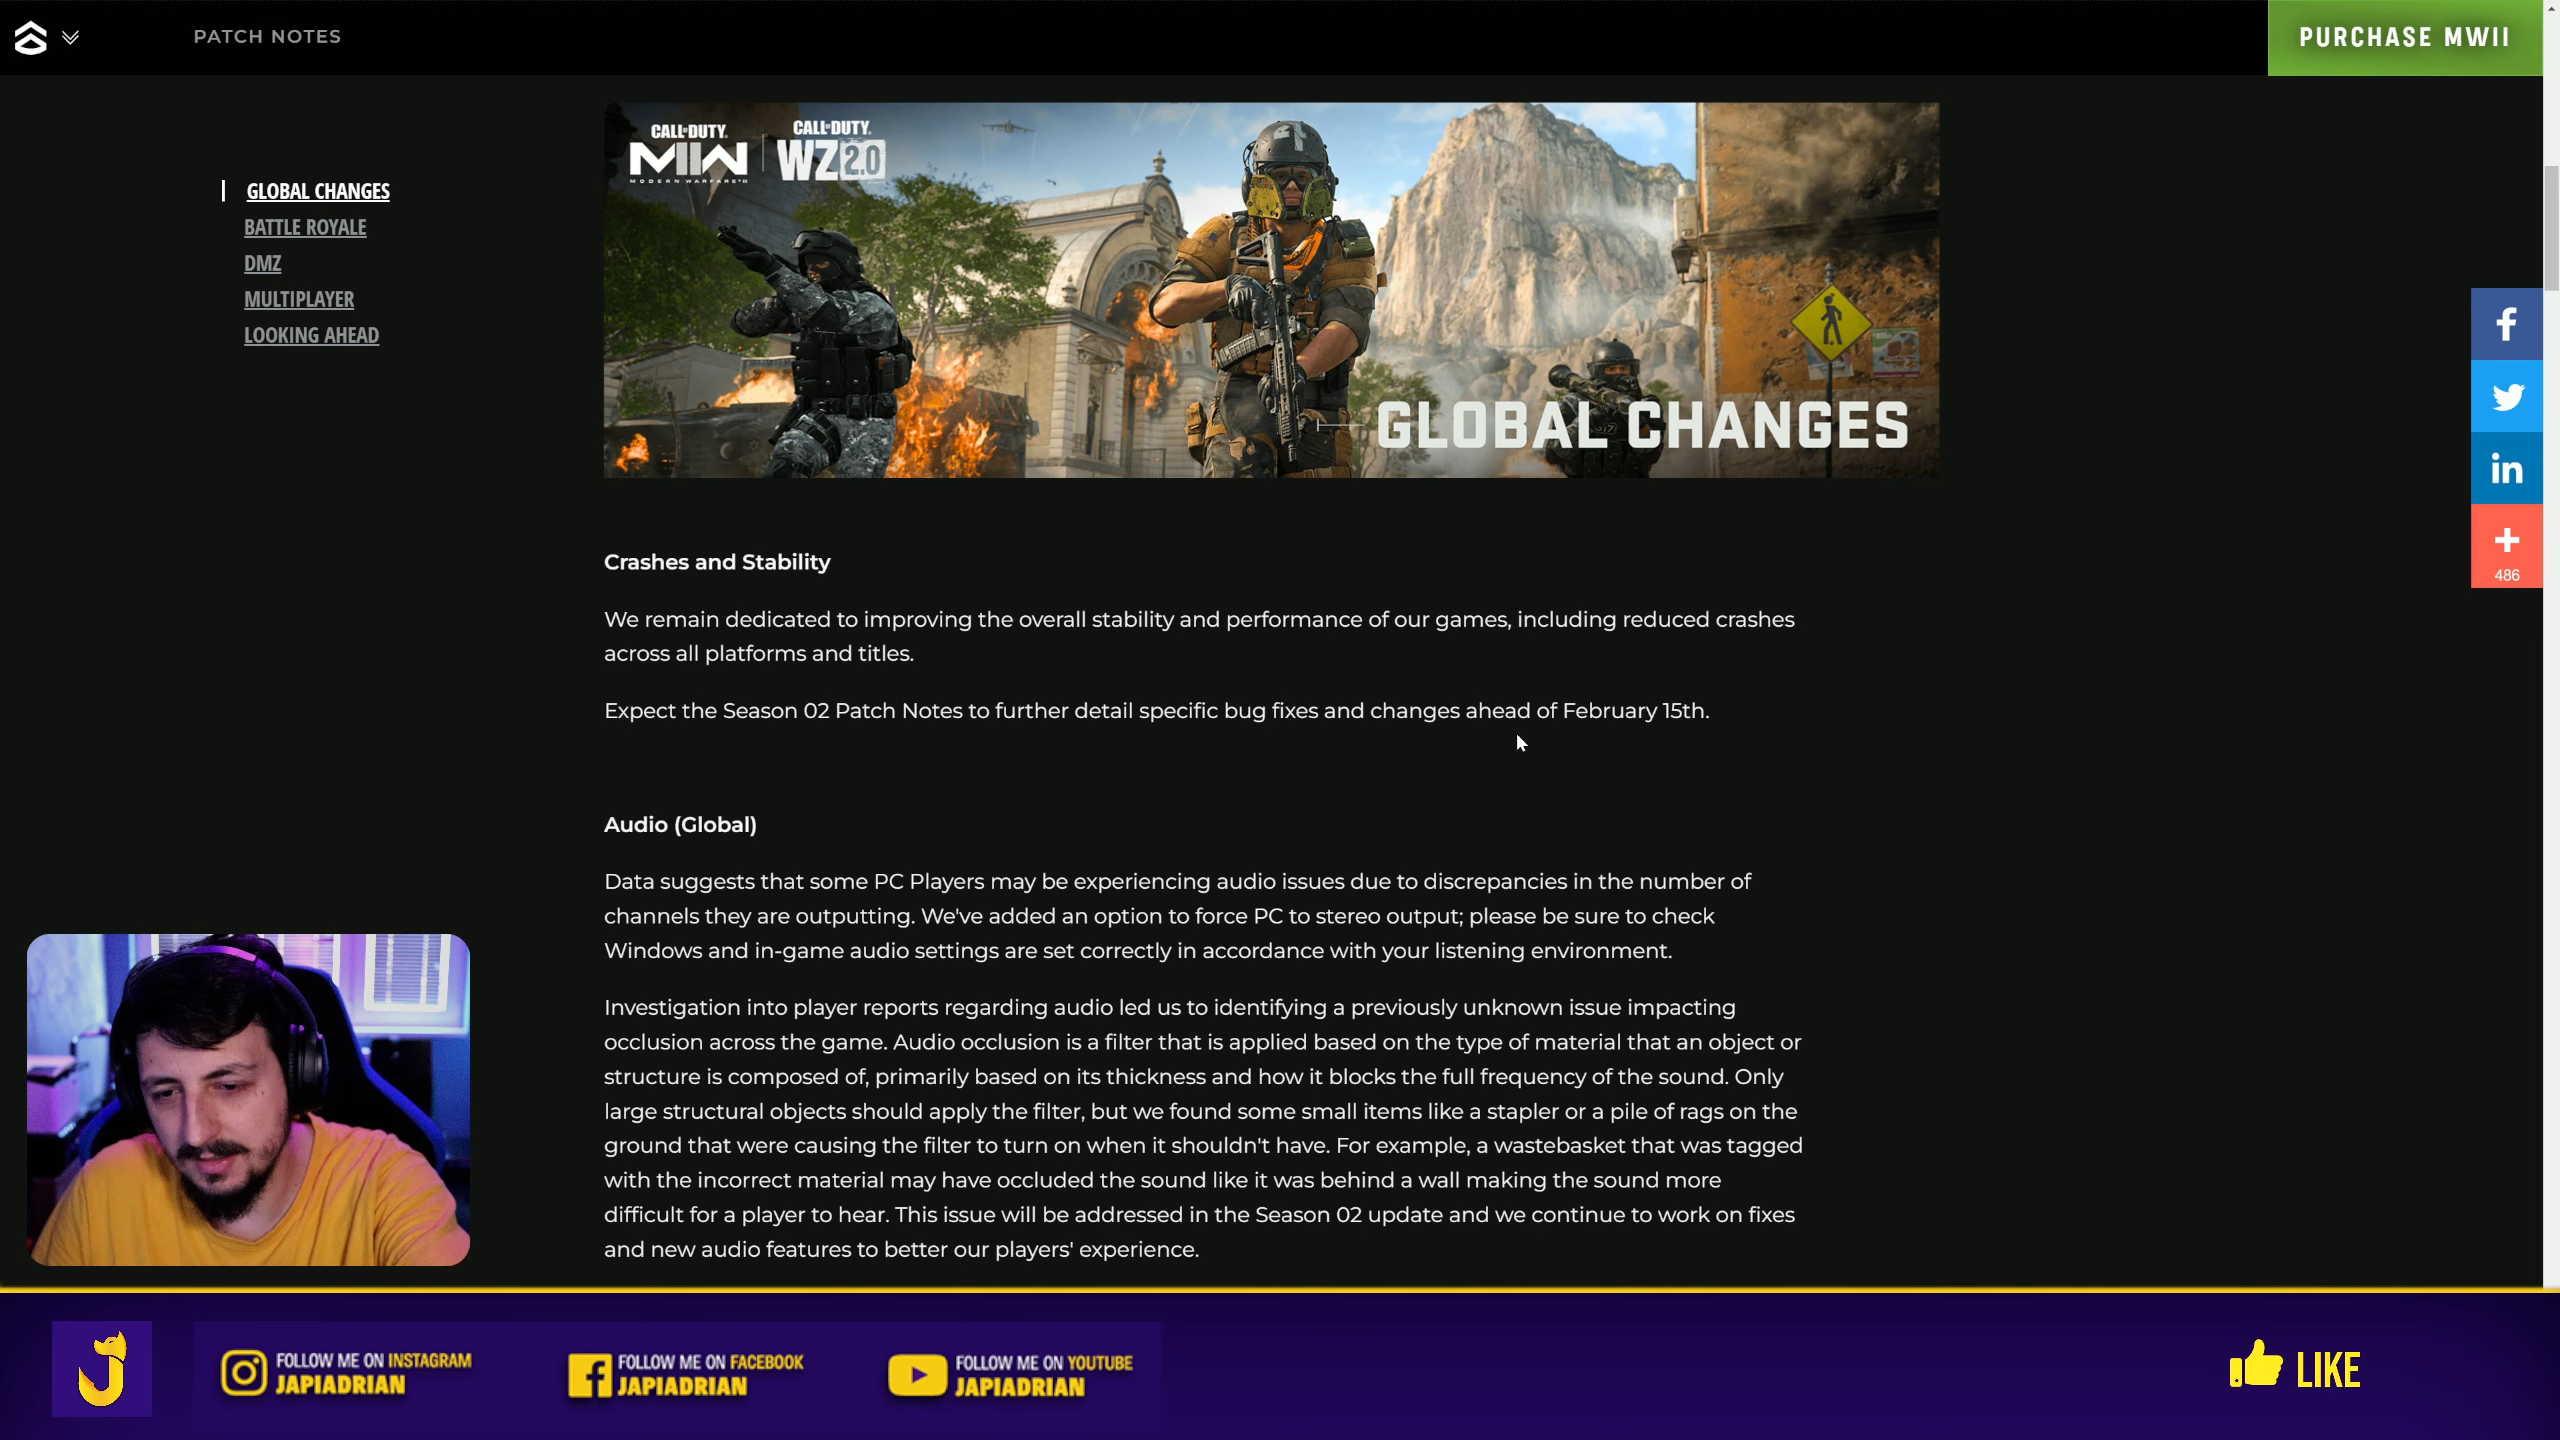 PATCH NOTES
PURCHASE MWII
GLOBAL CHANGES
BATTLE ROYALE
DMZ
MULTIPLAYER
LOOKING AHEAD
CALL OF DUTY
MWII
MODERN WARFARE II
CALL OF DUTY
WZ 2.0
GLOBAL CHANGES
Crashes and Stability
We remain dedicated to improving the overall stability and performance of our games, including reduced crashes
across all platforms and titles.
Expect the Season 02 Patch Notes to further detail specific bug fixes and changes ahead of February 15th.
Audio (Global)
Data suggests that some PC Players may be experiencing audio issues due to discrepancies in the number of
channels they are outputting. We've added an option to force PC to stereo output; please be sure to check
Windows and in-game audio settings are set correctly in accordance with your listening environment.
Investigation into player reports regarding audio led us to identifying a previously unknown issue impacting
occlusion across the game. Audio occlusion is a filter that is applied based on the type of material that an object or
structure is composed of, primarily based on its thickness and how it blocks the full frequency of the sound. Only
large structural objects should apply the filter, but we found some small items like a stapler or a pile of rags on the
ground that were causing the filter to turn on when it shouldn't have. For example, a wastebasket that was tagged
with the incorrect material may have occluded the sound like it was behind a wall making the sound more
difficult for a player to hear. This issue will be addressed in the Season 02 update and we continue to work on fixes
and new audio features to better our players' experience.
486
FOLLOW ME ON INSTAGRAM
JAPIADRIAN
FOLLOW ME ON FACEBOOK
JAPIADRIAN
FOLLOW ME ON YOUTUBE
JAPIADRIAN
LIKE